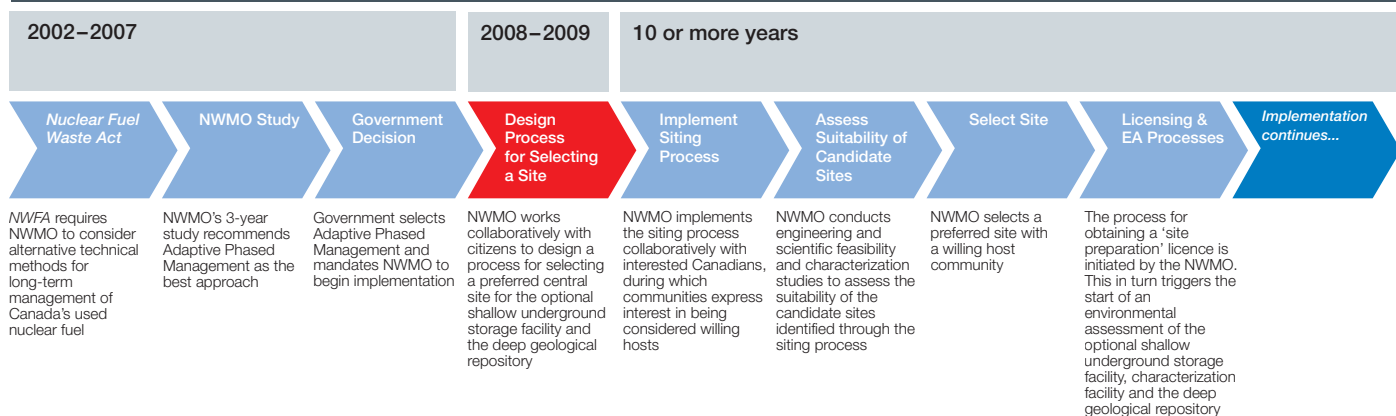 2002–2007
2008–2009
10 or more years
Nuclear Fuel
Waste Act
NWMO Study
Government
Decision
Design
Process
for Selecting
a Site
Implement
Siting
Process
Assess
Suitability of
Candidate
Sites
Select Site
Licensing &
EA Processes
Implementation
continues...
NWFA requires
NWMO to consider
alternative technical
methods for
long-term
management of
Canada's used
nuclear fuel
NWMO's 3-year
study recommends
Adaptive Phased
Management as the
best approach
Government selects
Adaptive Phased
Management and
mandates NWMO to
begin implementation
NWMO works
collaboratively with
citizens to design a
process for selecting
a preferred central
site for the optional
shallow underground
storage facility and
the deep geological
repository
NWMO implements
the siting process
collaboratively with
interested Canadians,
during which
communities express
interest in being
considered willing
hosts
NWMO conducts
engineering and
scientific feasibility
and characterization
studies to assess the
suitability of the
candidate sites
identified through the
siting process
NWMO selects a
preferred site with
a willing host
community
The process for
obtaining a 'site
preparation' licence is
initiated by the NWMO.
This in turn triggers the
start of an
environmental
assessment of the
optional shallow
underground storage
facility, characterization
facility and the deep
geological repository